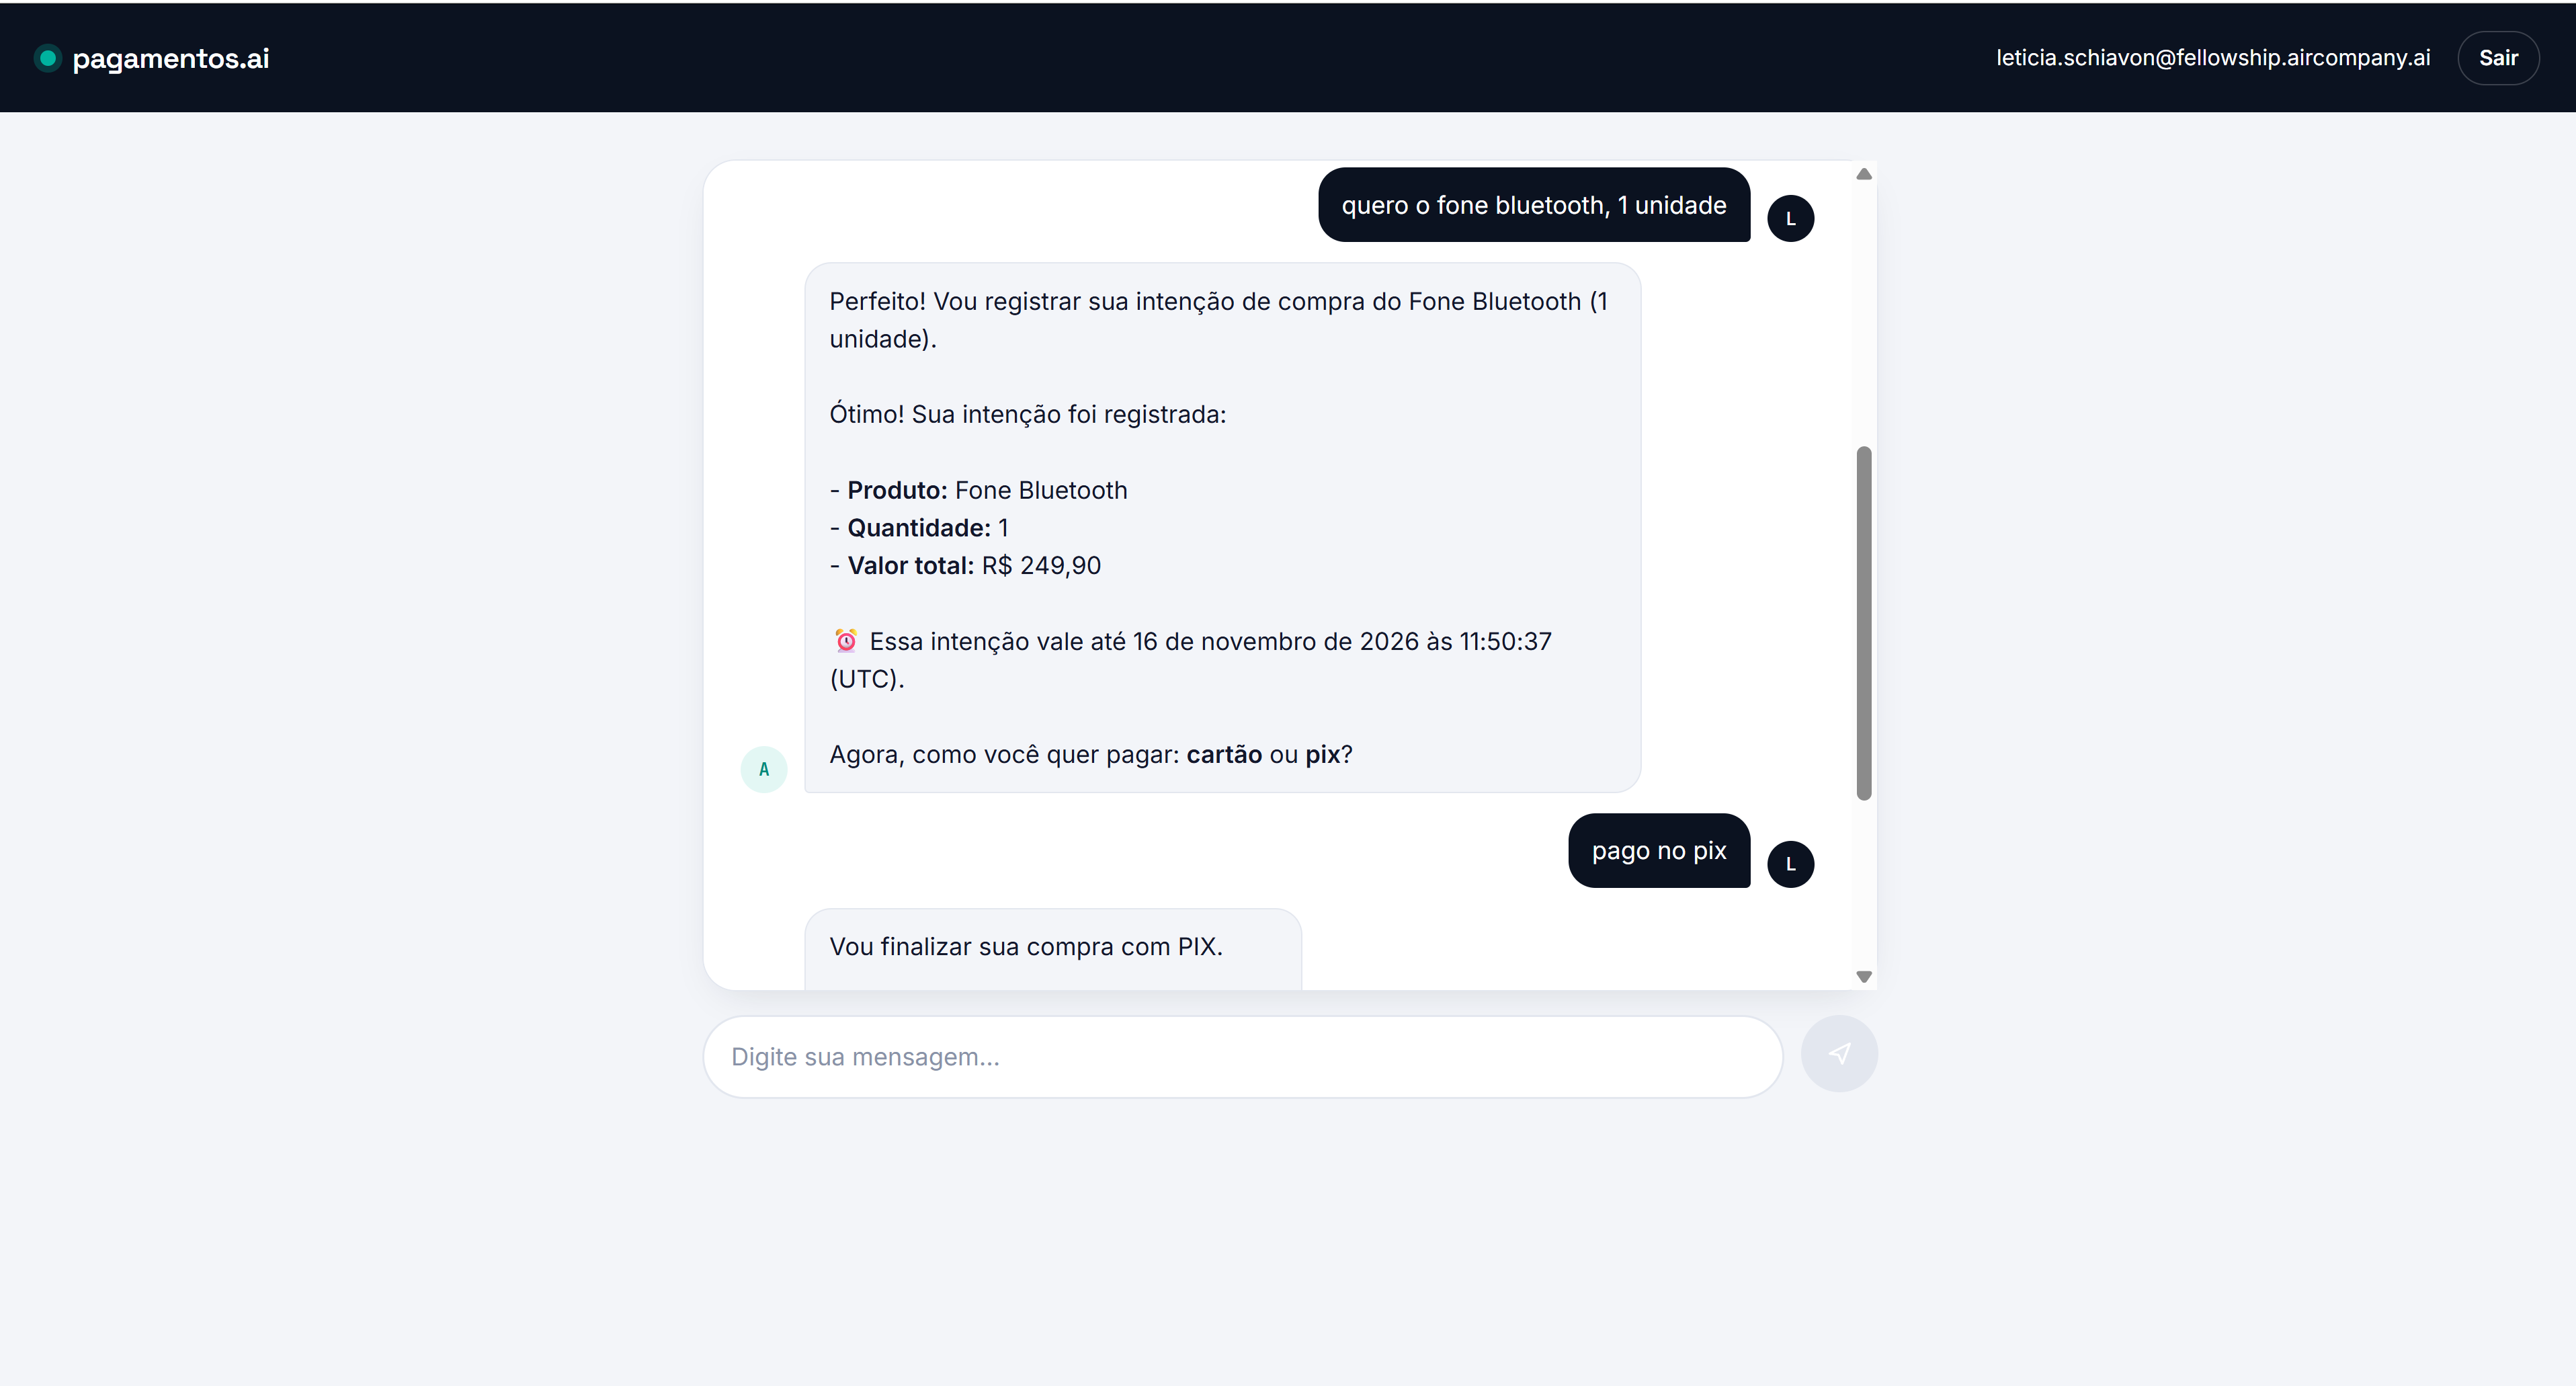 pagamentos.ai
leticia.schiavon@fellowship.aircompany.ai
Sair
quero o fone bluetooth, 1 unidade
L
Perfeito! Vou registrar sua intenção de compra do Fone Bluetooth (1
unidade).
Ótimo! Sua intenção foi registrada:
- Produto: Fone Bluetooth
- Quantidade: 1
- Valor total: R$ 249,90
⏰ Essa intenção vale até 16 de novembro de 2026 às 11:50:37
(UTC).
Agora, como você quer pagar: cartão ou pix?
A
pago no pix
L
Vou finalizar sua compra com PIX.
Digite sua mensagem...